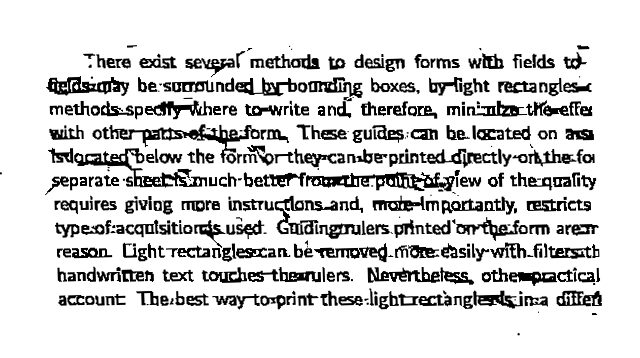 There exist several methods to design forms with fields to
fields may be surrounded by bounding boxes, by light rectangles
methods specify where to write and, therefore, minimize the effe
with other parts of the form. These guides can be located on a
is located below the form or they can be printed directly on the fo
separate sheet is much better from the point of view of the quality
requires giving more instructions and, more importantly, restricts
type of acquisition is used. Guiding rulers printed on the form are
reason. Light rectangles can be removed more easily with filters th
handwritten text touches the rulers. Nevertheless, other practical
account. The best way to print these light rectangles is in a differ